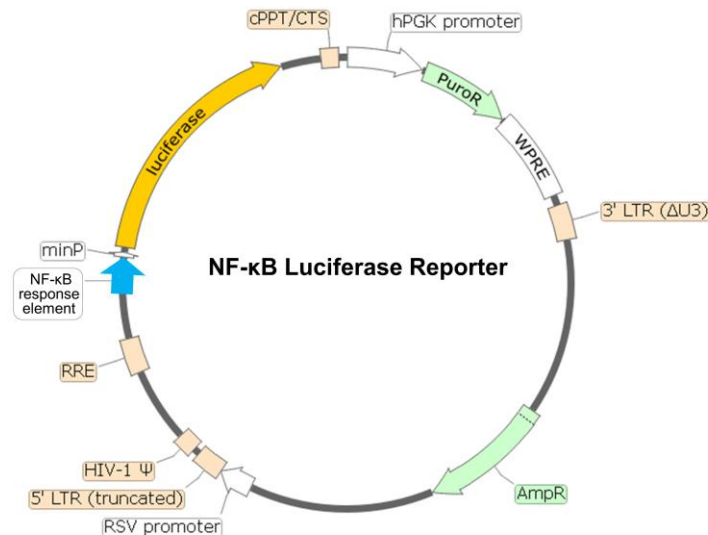 cPPT/CTS
hPGK promoter
PuroR
WPRE
luciferase
3' LTR (ΔU3)
minP
NF-κB Luciferase Reporter
NF-κB
response
element
RRE
HIV-1 Ψ
5' LTR (truncated)
RSV promoter
AmpR